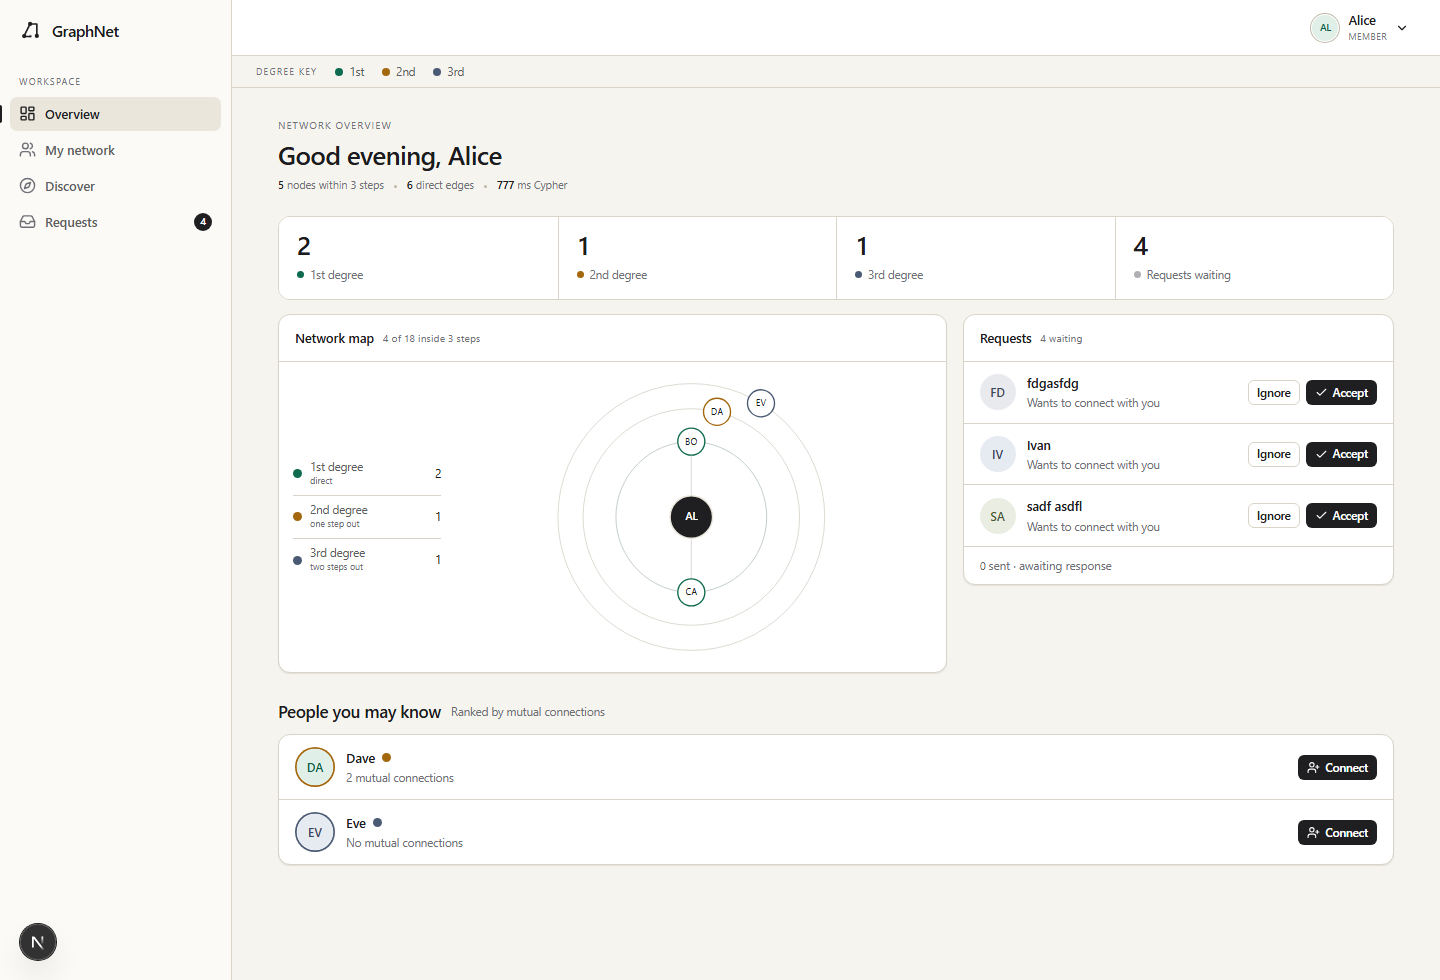 GraphNet
AL
Alice
MEMBER
WORKSPACE
Overview
My network
Discover
Requests 4
DEGREE KEY 1st 2nd 3rd
NETWORK OVERVIEW
Good evening, Alice
5 nodes within 3 steps • 6 direct edges • 777 ms Cypher
2
1st degree
1
2nd degree
1
3rd degree
4
Requests waiting
Network map 4 of 18 inside 3 steps
1st degree 2
direct
2nd degree 1
one step out
3rd degree 1
two steps out
EV
DA
BO
AL
CA
Requests 4 waiting
FD
fdgasfdg
Wants to connect with you
Ignore
Accept
IV
Ivan
Wants to connect with you
Ignore
Accept
SA
sadf asdfl
Wants to connect with you
Ignore
Accept
0 sent · awaiting response
People you may know Ranked by mutual connections
DA
Dave
2 mutual connections
Connect
EV
Eve
No mutual connections
Connect
N